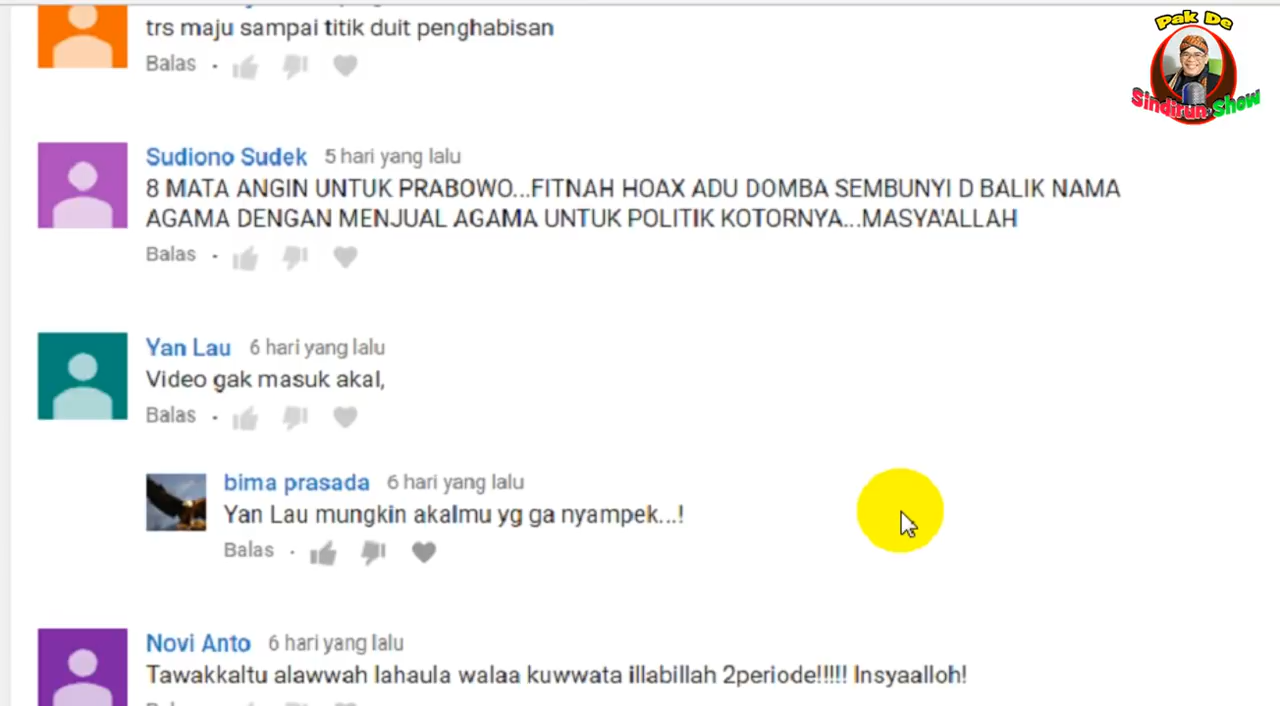 trs maju sampai titik duit penghabisan
Balas
Pak De
Sindirun Show
Sudiono Sudek 5 hari yang lalu
8 MATA ANGIN UNTUK PRABOWO...FITNAH HOAX ADU DOMBA SEMBUNYI D BALIK NAMA
AGAMA DENGAN MENJUAL AGAMA UNTUK POLITIK KOTORNYA...MASYA'ALLAH
Balas
Yan Lau 6 hari yang lalu
Video gak masuk akal,
Balas
bima prasada 6 hari yang lalu
Yan Lau mungkin akalmu yg ga nyampek...!
Balas
Novi Anto 6 hari yang lalu
Tawakkaltu alawwah lahaula walaa kuwwata illabillah 2periode!!!!! Insyaalloh!